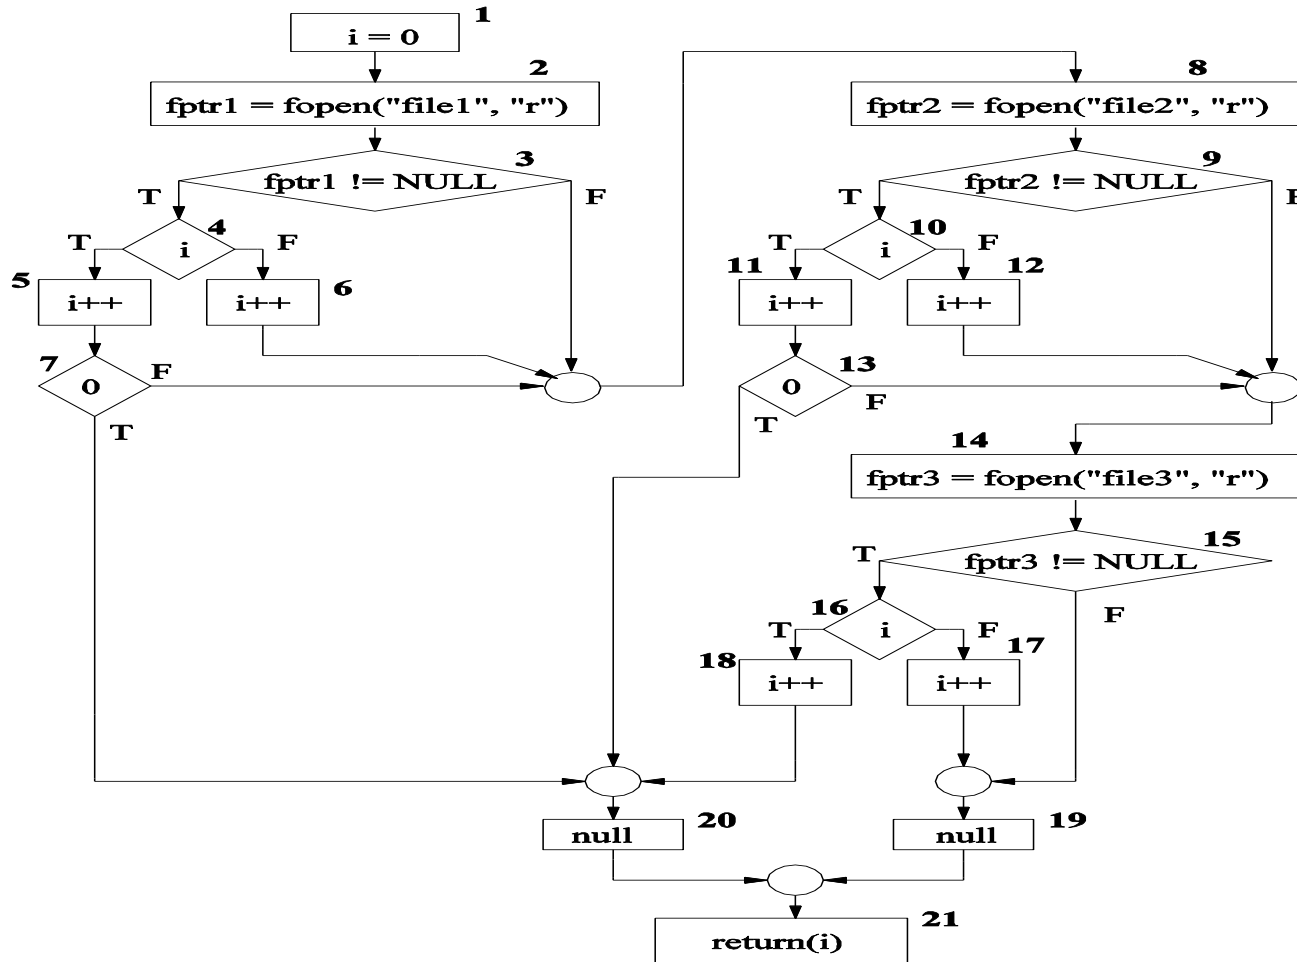 1
i = 0
2
fptr1 = fopen("file1", "r")
3
fptr1 != NULL
T
F
4
i
T
F
5
i++
6
i++
7
0
F
T
8
fptr2 = fopen("file2", "r")
9
fptr2 != NULL
T
F
10
i
T
F
11
i++
12
i++
13
0
F
T
14
fptr3 = fopen("file3", "r")
15
fptr3 != NULL
T
F
16
i
T
F
18
i++
17
i++
20
null
19
null
21
return(i)